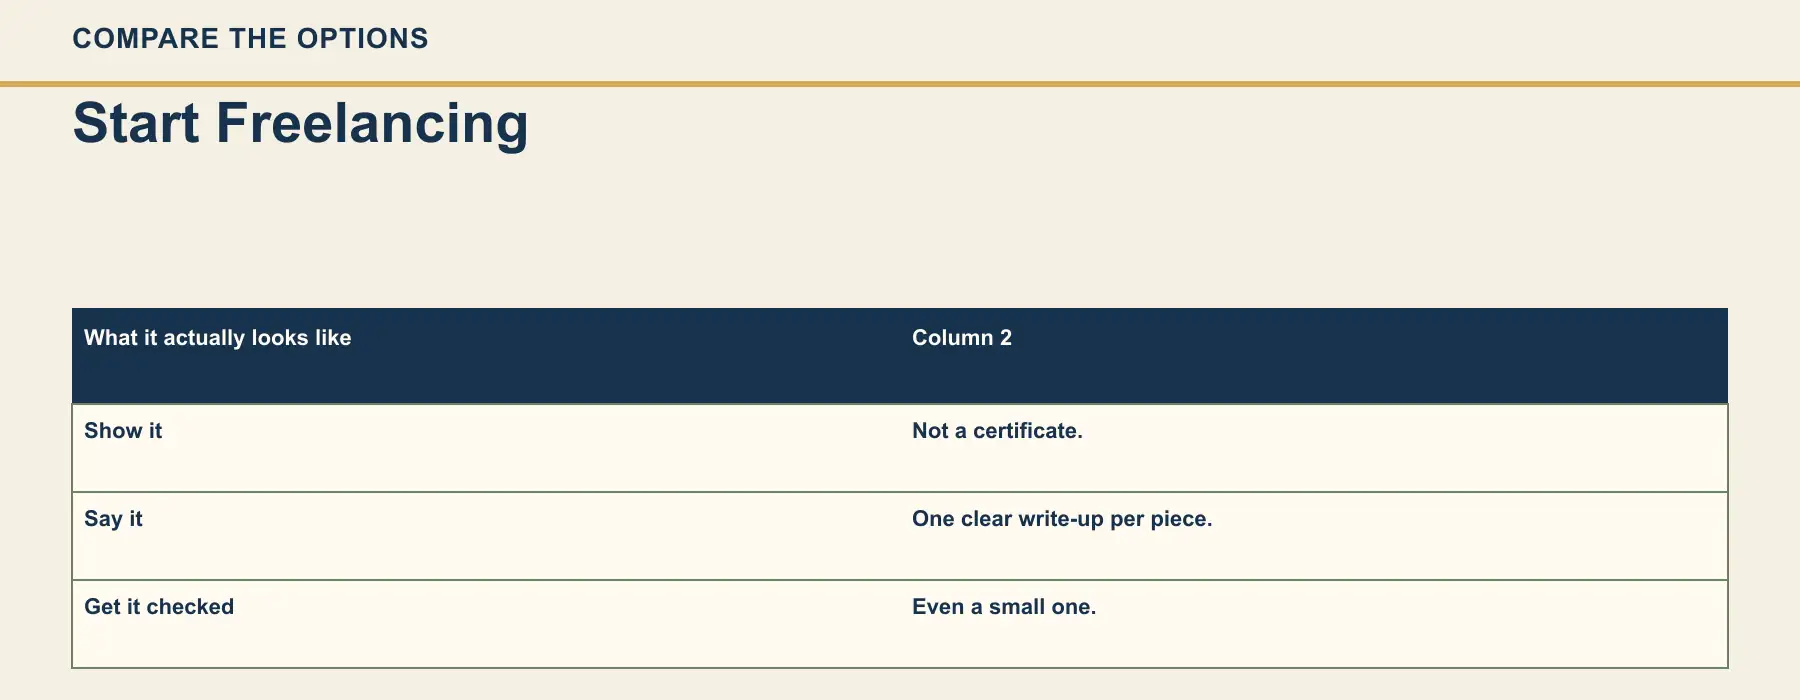 COMPARE THE OPTIONS
Start Freelancing
What it actually looks like
Column 2
Show it
Not a certificate.
Say it
One clear write-up per piece.
Get it checked
Even a small one.